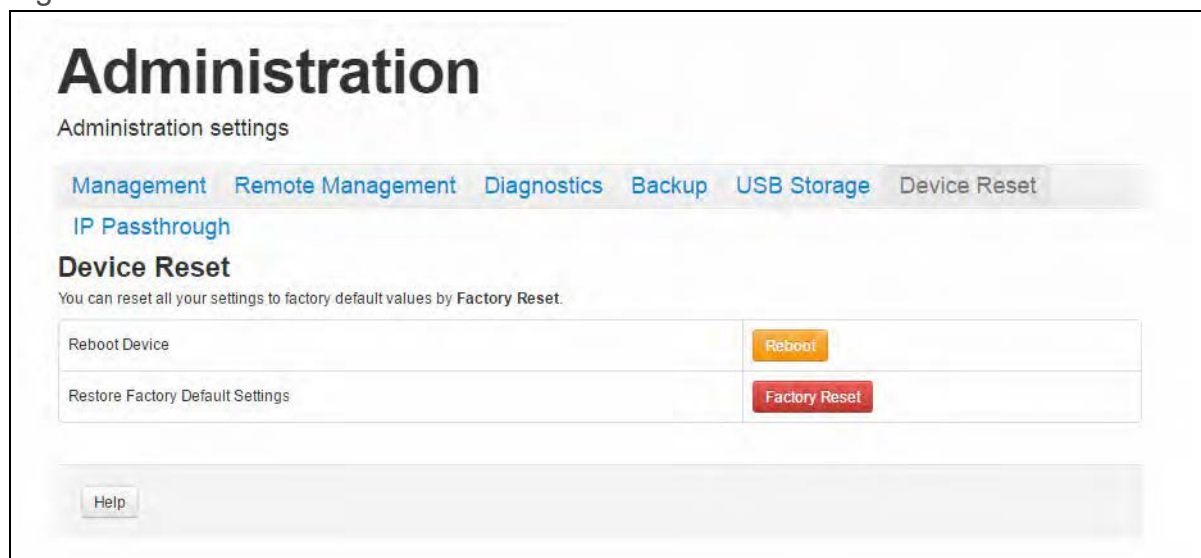 Administration
Administration settings
Management Remote Management Diagnostics Backup USB Storage Device Reset
IP Passthrough
Device Reset
You can reset all your settings to factory default values by Factory Reset.
Reboot Device
Reboot
Restore Factory Default Settings
Factory Reset
Help